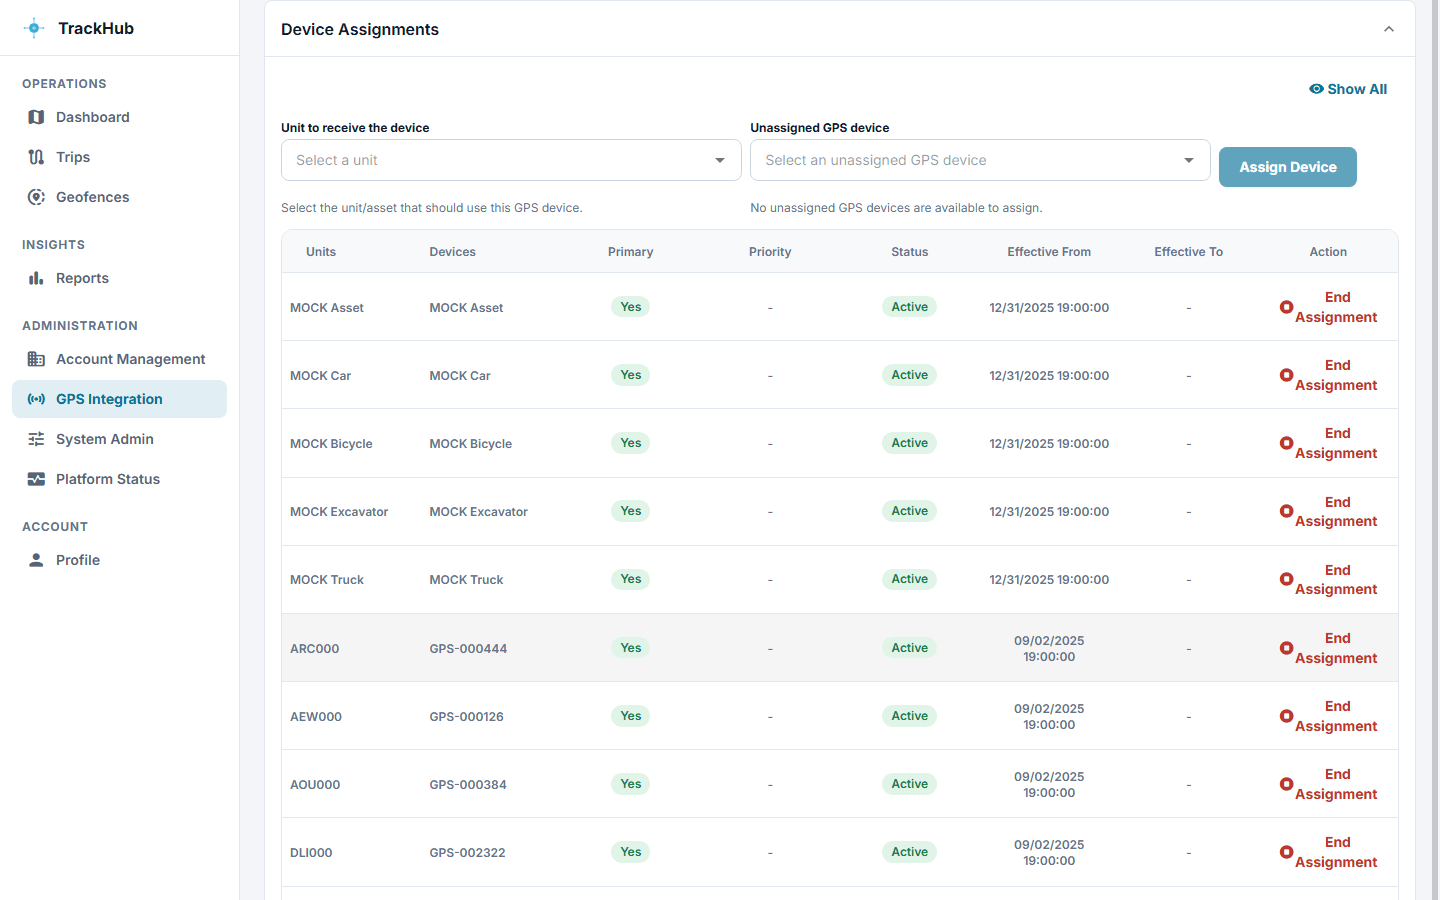 TrackHub
OPERATIONS
Dashboard
Trips
Geofences
INSIGHTS
Reports
ADMINISTRATION
Account Management
GPS Integration
System Admin
Platform Status
ACCOUNT
Profile
Device Assignments
Show All
Unit to receive the device
Unassigned GPS device
Select a unit
Select an unassigned GPS device
Assign Device
Select the unit/asset that should use this GPS device.
No unassigned GPS devices are available to assign.
Units Devices Primary Priority Status Effective From Effective To Action
MOCK Asset MOCK Asset Yes - Active 12/31/2025 19:00:00 - End
Assignment
MOCK Car MOCK Car Yes - Active 12/31/2025 19:00:00 - End
Assignment
MOCK Bicycle MOCK Bicycle Yes - Active 12/31/2025 19:00:00 - End
Assignment
MOCK Excavator MOCK Excavator Yes - Active 12/31/2025 19:00:00 - End
Assignment
MOCK Truck MOCK Truck Yes - Active 12/31/2025 19:00:00 - End
Assignment
ARC000 GPS-000444 Yes - Active 09/02/2025 - End
19:00:00 Assignment
AEW000 GPS-000126 Yes - Active 09/02/2025 - End
19:00:00 Assignment
AOU000 GPS-000384 Yes - Active 09/02/2025 - End
19:00:00 Assignment
DLI000 GPS-002322 Yes - Active 09/02/2025 - End
19:00:00 Assignment